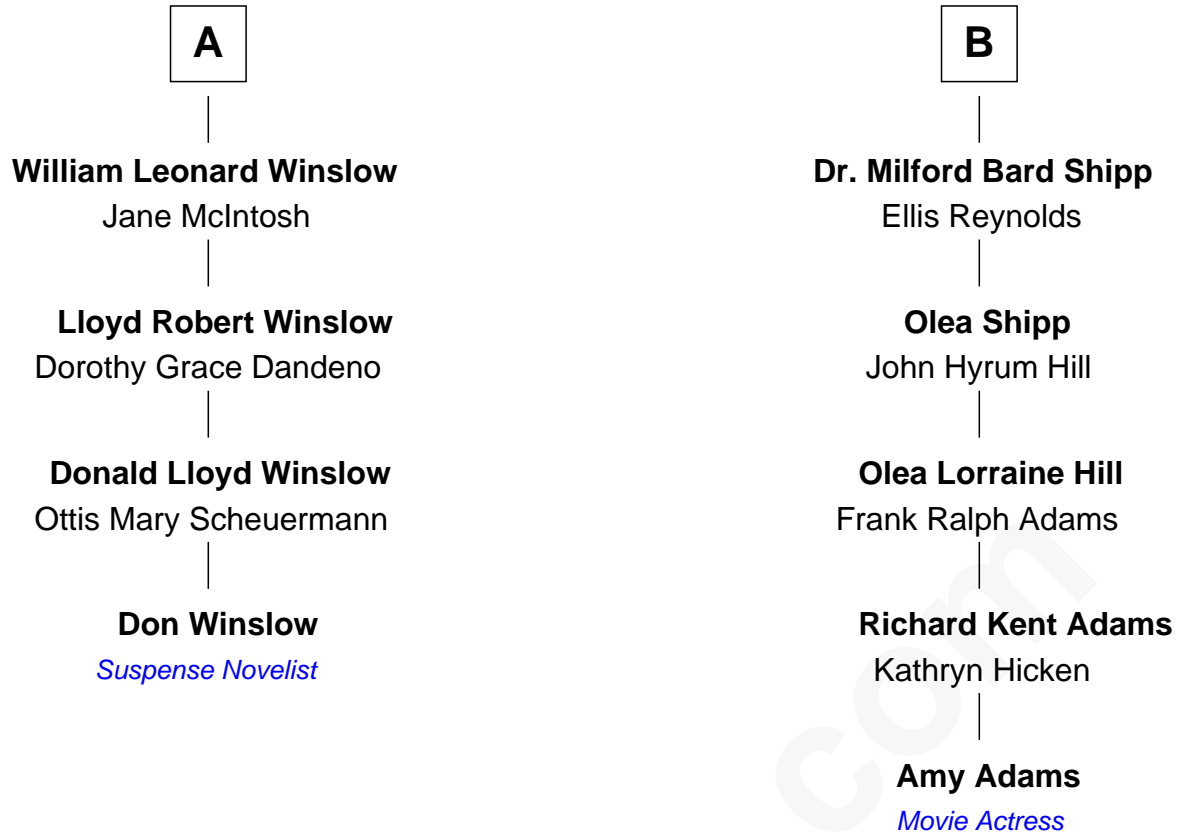 A
William Leonard Winslow
Jane McIntosh
Lloyd Robert Winslow
Dorothy Grace Dandeno
Donald Lloyd Winslow
Ottis Mary Scheuermann
Don Winslow
Suspense Novelist
B
Dr. Milford Bard Shipp
Ellis Reynolds
Olea Shipp
John Hyrum Hill
Olea Lorraine Hill
Frank Ralph Adams
Richard Kent Adams
Kathryn Hicken
Amy Adams
Movie Actress
com